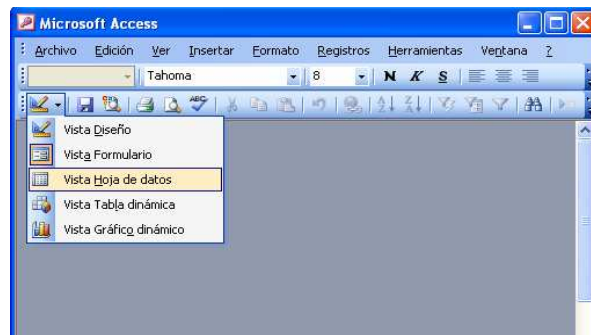 Microsoft Access
Archivo Edición Ver Insertar Formato Registros Herramientas Ventana ?
Tahoma 8 N K S
ABC
Vista Diseño
Vista Formulario
Vista Hoja de datos
Vista Tabla dinámica
Vista Gráfico dinámico